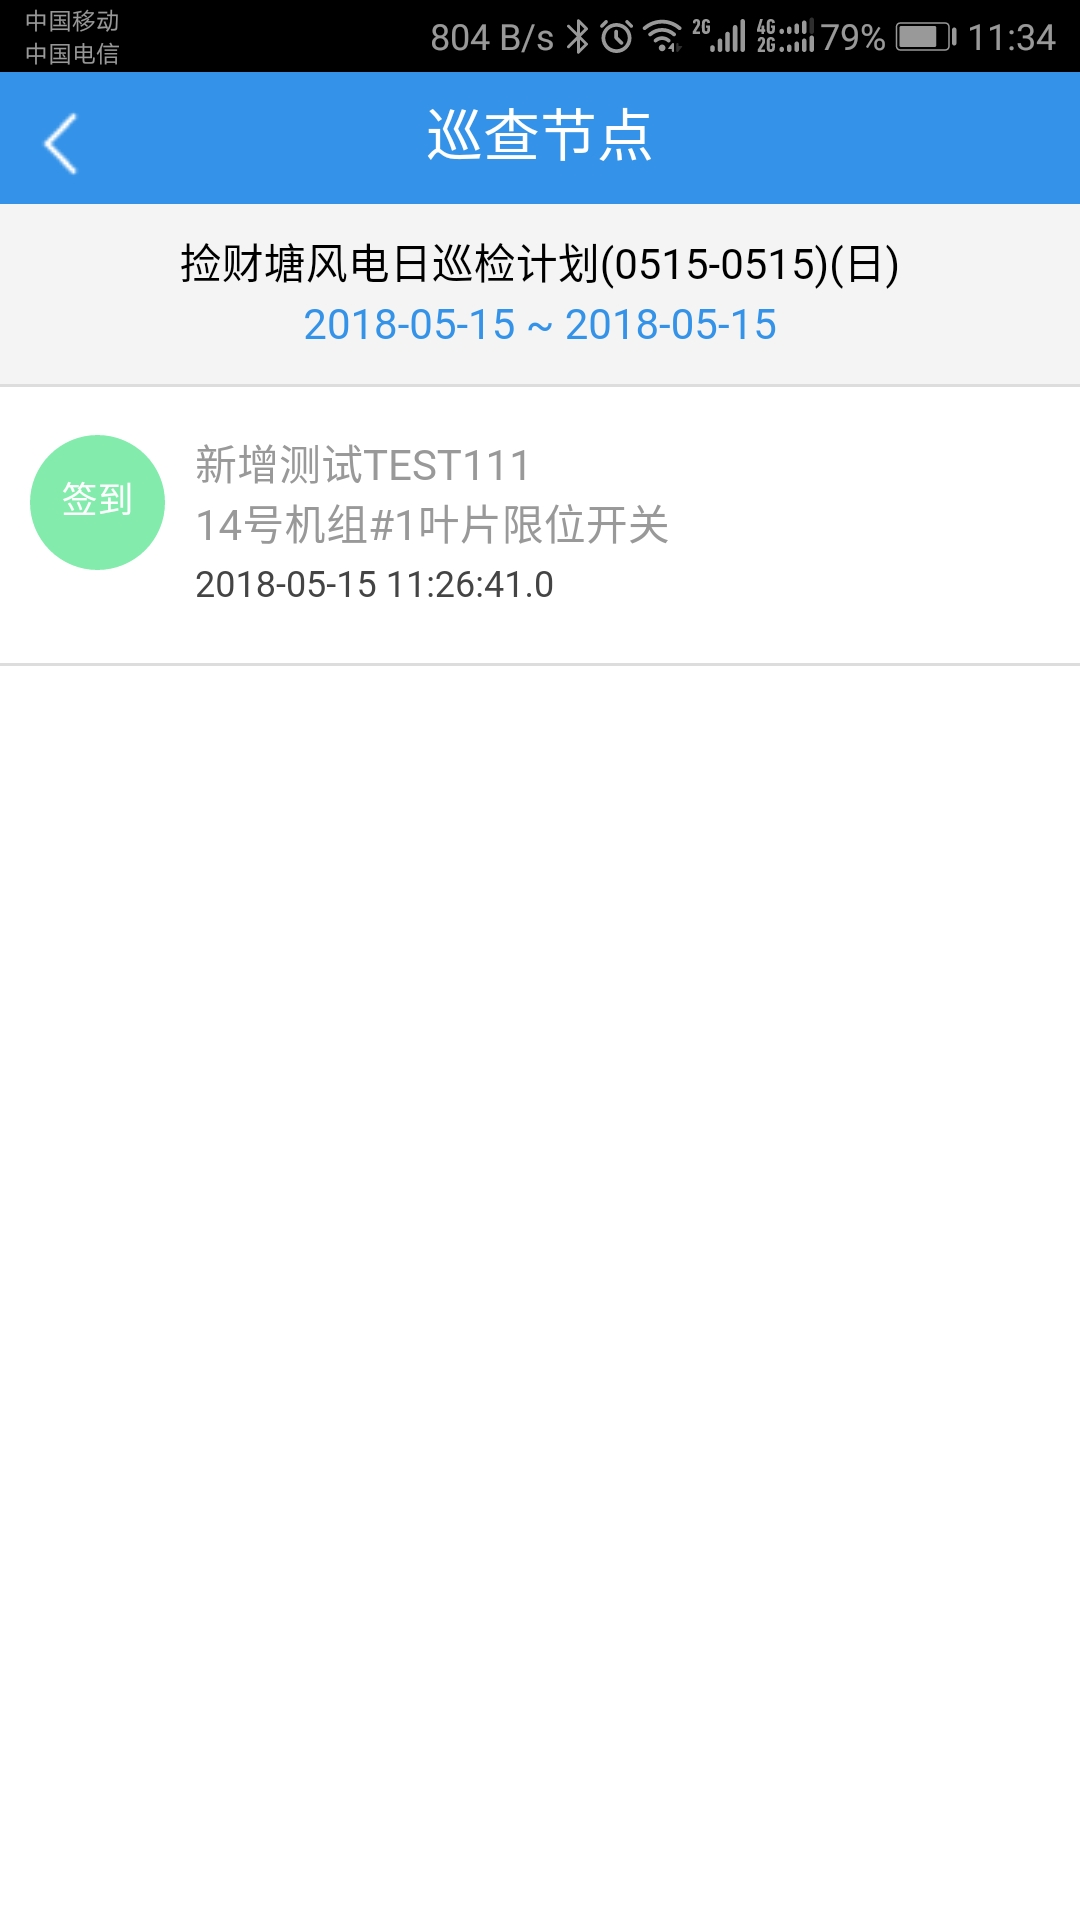 中国移动
中国电信
804 B/s 2G 4G 2G 79% 11:34
巡查节点
捡财塘风电日巡检计划(0515-0515)(日)
2018-05-15 ~ 2018-05-15
签到
新增测试TEST111
14号机组#1叶片限位开关
2018-05-15 11:26:41.0